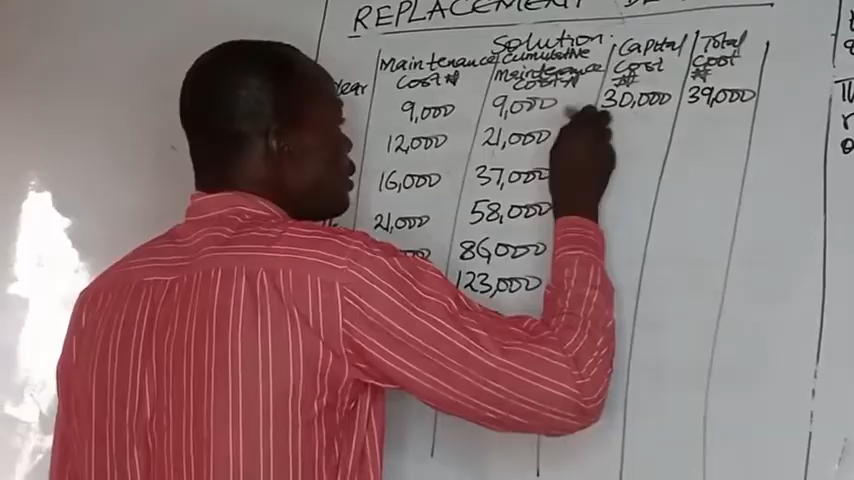 REPLACEMENT
Solution.
Year Maintenance Cost ₦ Cumulative Maintenance Cost ₦ Capital Cost ₦ Total Cost ₦
9,000 9,000 30,000 39,000
12,000 21,000
16,000 37,000
21,000 58,000
86,000
123,000